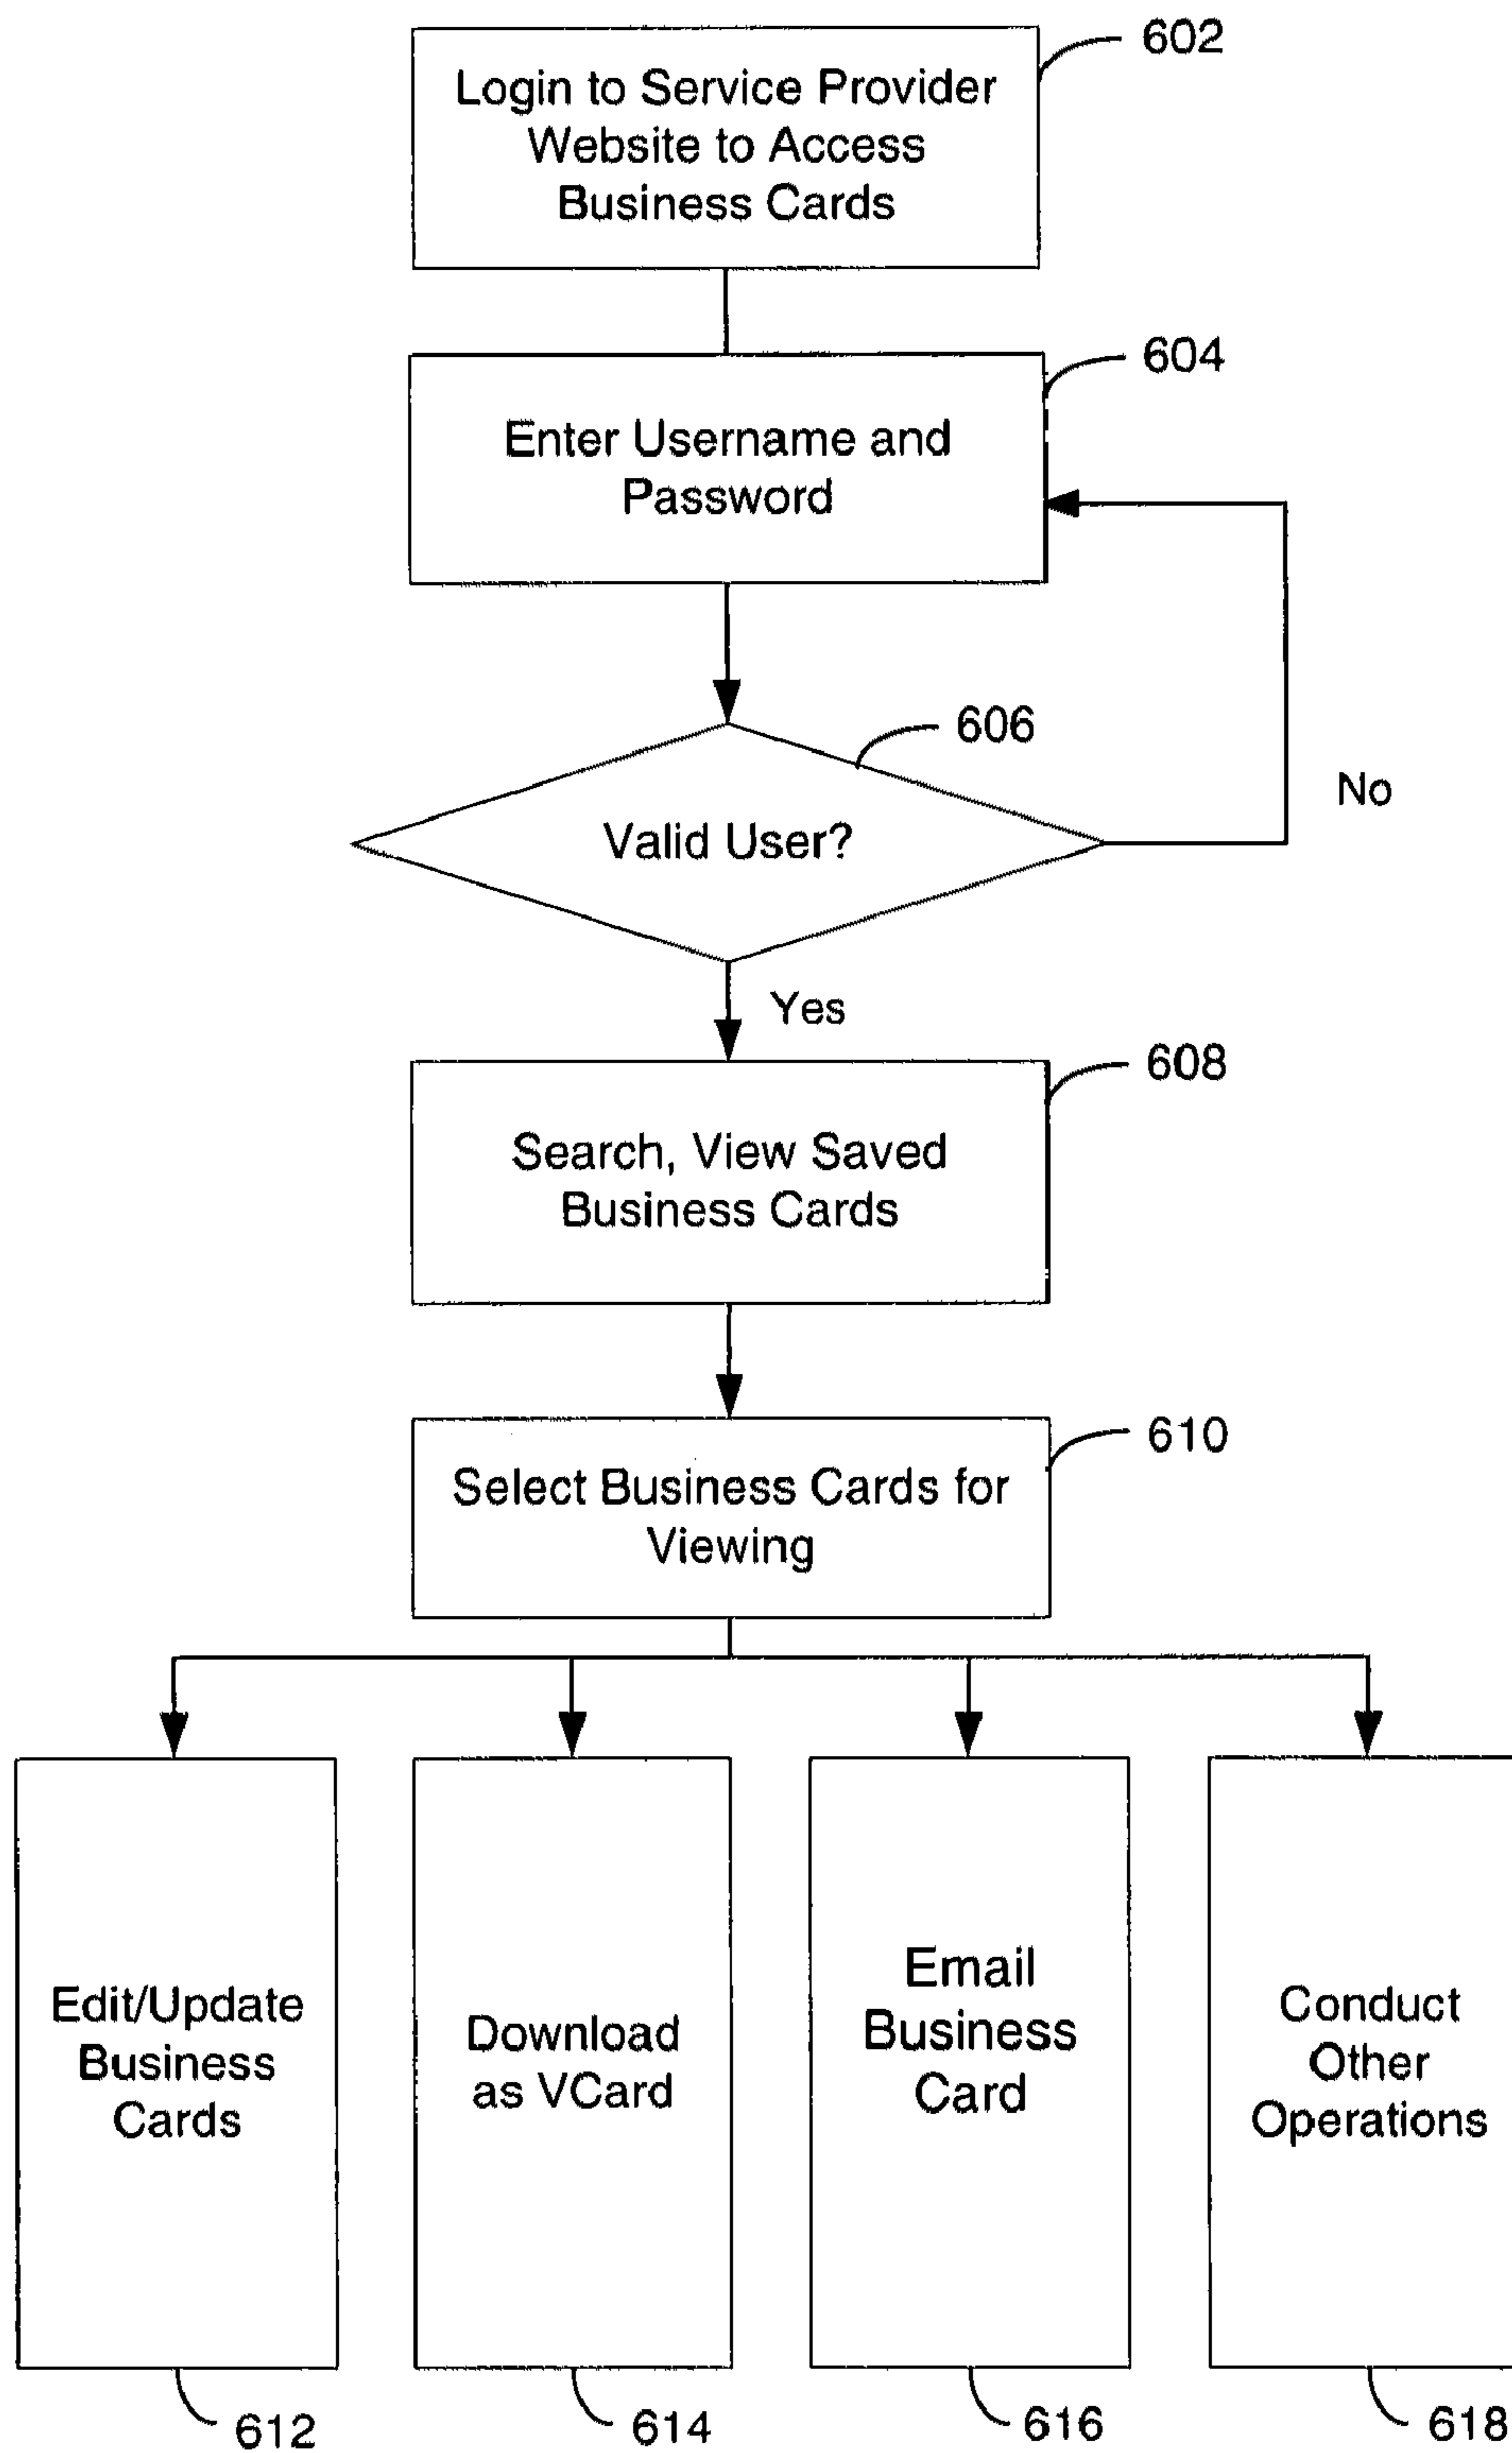 602
Login to Service Provider
Website to Access
Business Cards
604
Enter Username and
Password
606
No
Valid User?
Yes
608
Search, View Saved
Business Cards
610
Select Business Cards for
Viewing
Edit/Update
Business
Cards
Download
as VCard
Email
Business
Card
Conduct
Other
Operations
612
614
616
618